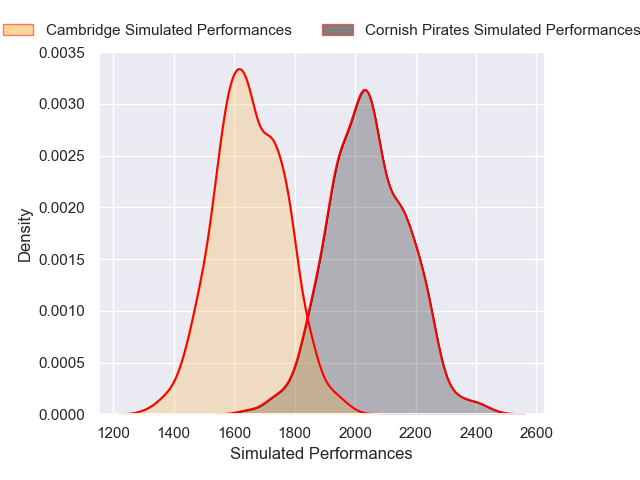 Cambridge Simulated Performances Cornish Pirates Simulated Performances
0.0035
0.0030
0.0025
0.0020
0.0015
0.0010
0.0005
0.0000
Density
1200 1400 1600 1800 2000 2200 2400 2600
Simulated Performances